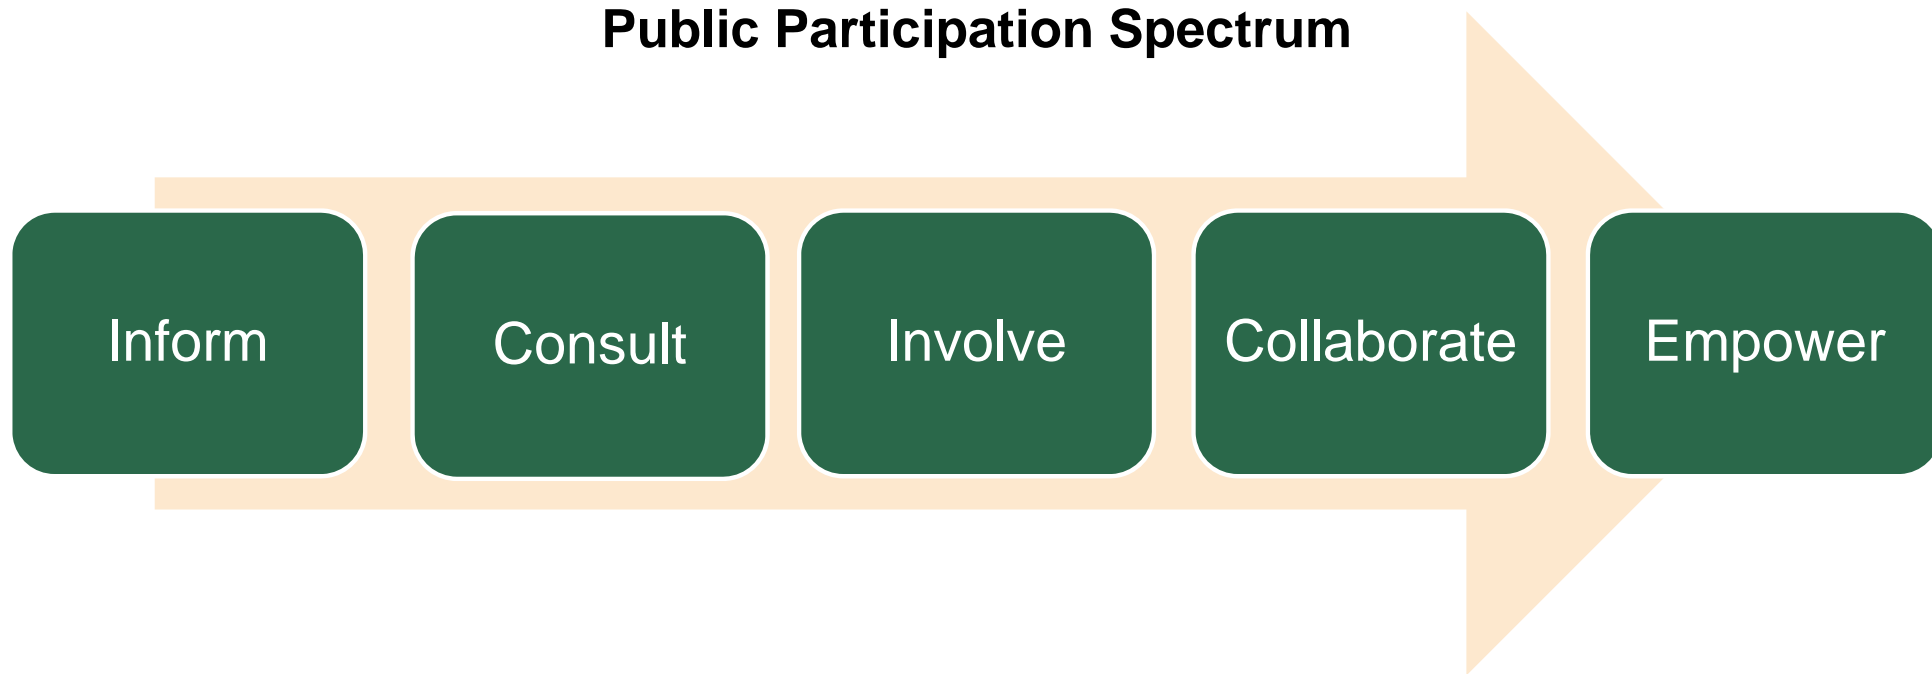 Public Participation Spectrum
Inform
Consult
Involve
Collaborate
Empower